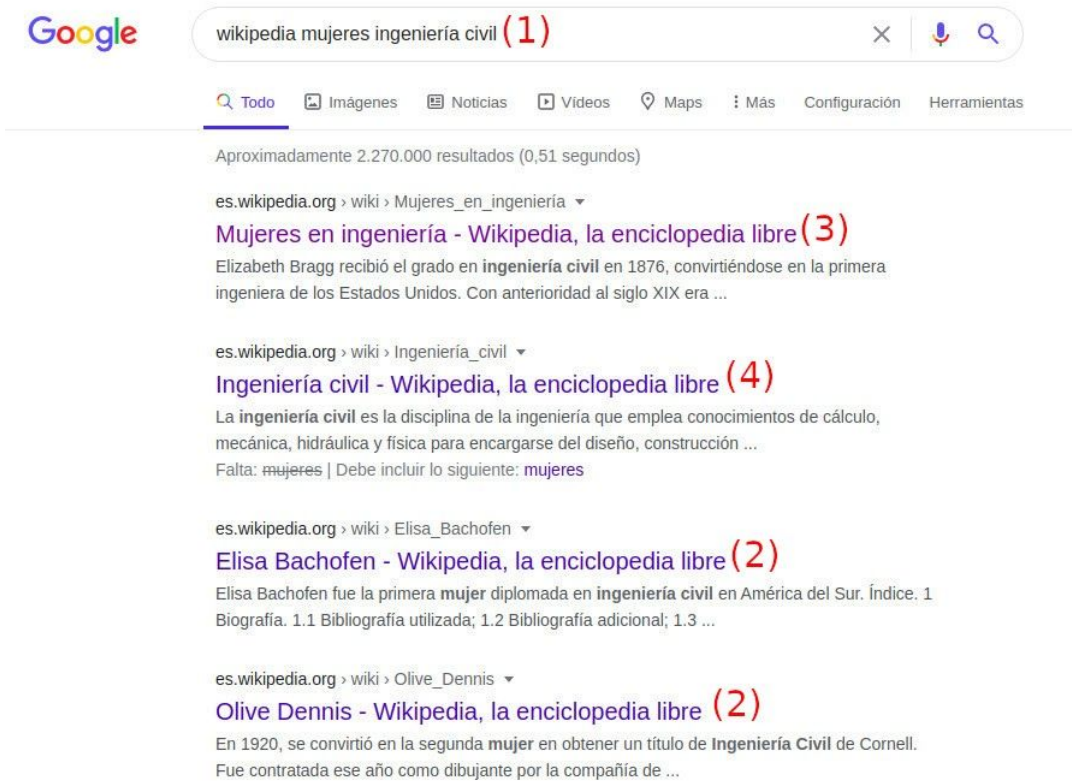 Google
wikipedia mujeres ingeniería civil (1)
Todo Imágenes Noticias Vídeos Maps Más Configuración Herramientas
Aproximadamente 2.270.000 resultados (0,51 segundos)
es.wikipedia.org › wiki › Mujeres_en_ingeniería
Mujeres en ingeniería - Wikipedia, la enciclopedia libre (3)
Elizabeth Bragg recibió el grado en ingeniería civil en 1876, convirtiéndose en la primera
ingeniera de los Estados Unidos. Con anterioridad al siglo XIX era ...
es.wikipedia.org › wiki › Ingeniería_civil
Ingeniería civil - Wikipedia, la enciclopedia libre (4)
La ingeniería civil es la disciplina de la ingeniería que emplea conocimientos de cálculo,
mecánica, hidráulica y física para encargarse del diseño, construcción ...
Falta: mujeres | Debe incluir lo siguiente: mujeres
es.wikipedia.org › wiki › Elisa_Bachofen
Elisa Bachofen - Wikipedia, la enciclopedia libre (2)
Elisa Bachofen fue la primera mujer diplomada en ingeniería civil en América del Sur. Índice. 1
Biografía. 1.1 Bibliografía utilizada; 1.2 Bibliografía adicional; 1.3 ...
es.wikipedia.org › wiki › Olive_Dennis
Olive Dennis - Wikipedia, la enciclopedia libre (2)
En 1920, se convirtió en la segunda mujer en obtener un título de Ingeniería Civil de Cornell.
Fue contratada ese año como dibujante por la compañía de ...